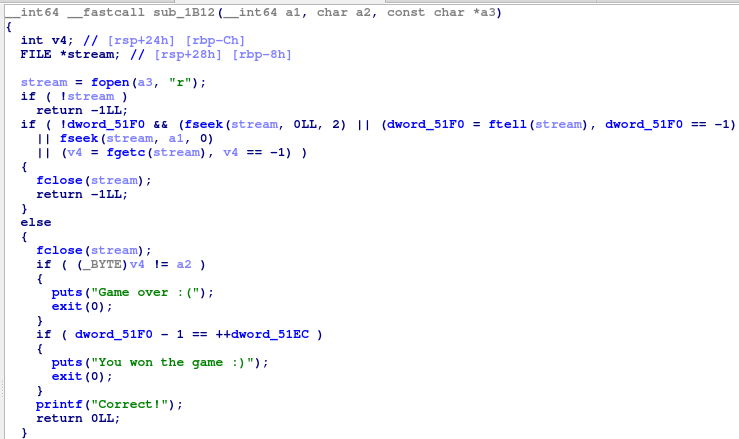 __int64 __fastcall sub_1B12(__int64 a1, char a2, const char *a3)
{
  int v4; // [rsp+24h] [rbp-Ch]
  FILE *stream; // [rsp+28h] [rbp-8h]

  stream = fopen(a3, "r");
  if ( !stream )
    return -1LL;
  if ( !dword_51F0 && (fseek(stream, 0LL, 2) || (dword_51F0 = ftell(stream), dword_51F0 == -1)
    || fseek(stream, a1, 0)
    || (v4 = fgetc(stream), v4 == -1) )
  {
    fclose(stream);
    return -1LL;
  }
  else
  {
    fclose(stream);
    if ( (_BYTE)v4 != a2 )
    {
      puts("Game over :(");
      exit(0);
    }
    if ( dword_51F0 - 1 == ++dword_51EC )
    {
      puts("You won the game :)");
      exit(0);
    }
    printf("Correct!");
    return 0LL;
  }